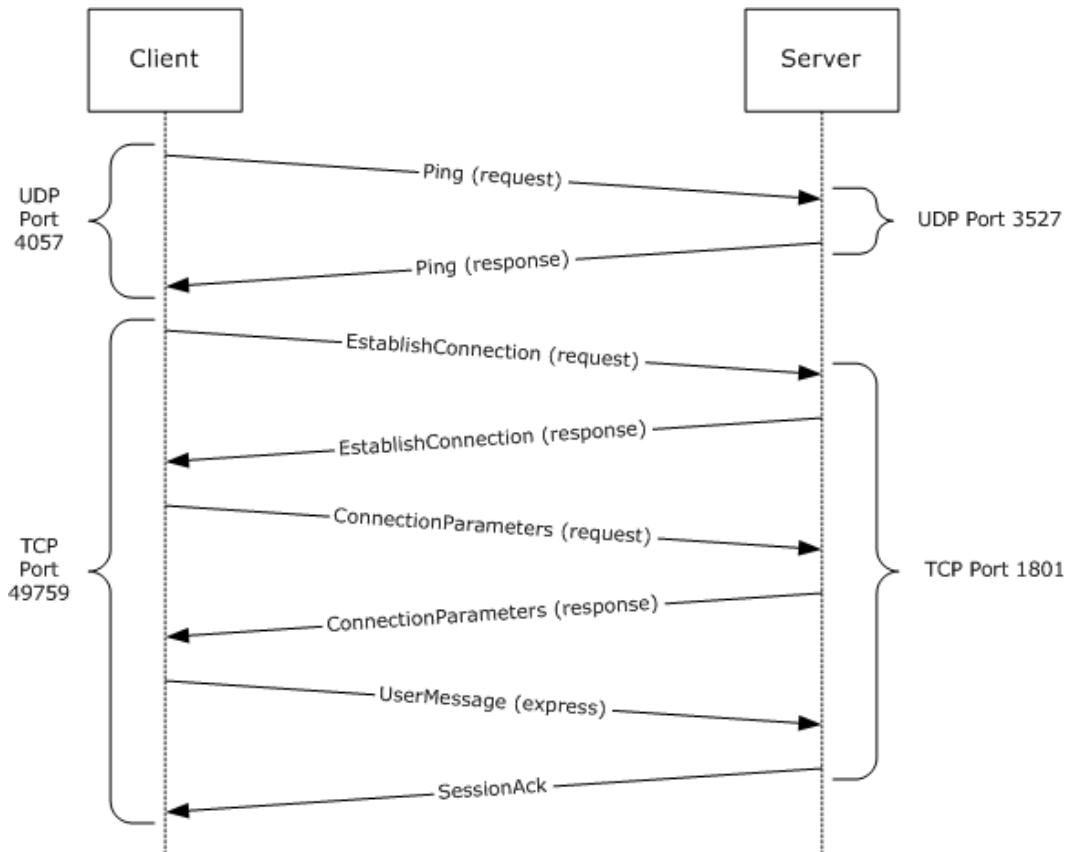 Client
Server
Ping (request)
UDP
Port
4057
UDP Port 3527
Ping (response)
EstablishConnection (request)
EstablishConnection (response)
ConnectionParameters (request)
TCP
Port
49759
TCP Port 1801
ConnectionParameters (response)
UserMessage (express)
SessionAck